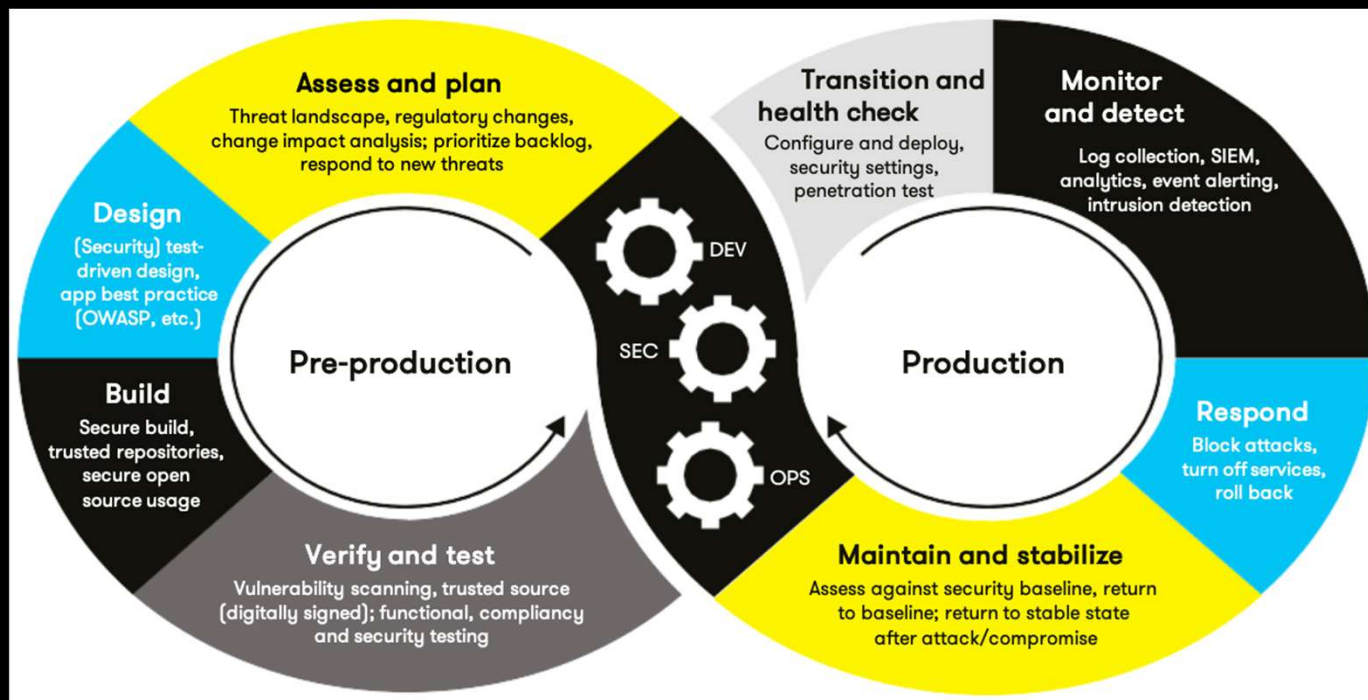 Assess and plan
Threat landscape, regulatory changes,
change impact analysis; prioritize backlog,
respond to new threats
Design
(Security) test-
driven design,
app best practice
(OWASP, etc.)
Build
Secure build,
trusted repositories,
secure open
source usage
Verify and test
Vulnerability scanning, trusted source
(digitally signed); functional, compliancy
and security testing
Pre-production
DEV
SEC
OPS
Transition and
health check
Configure and deploy,
security settings,
penetration test
Monitor
and detect
Log collection, SIEM,
analytics, event alerting,
intrusion detection
Respond
Block attacks,
turn off services,
roll back
Maintain and stabilize
Assess against security baseline, return
to baseline; return to stable state
after attack/compromise
Production